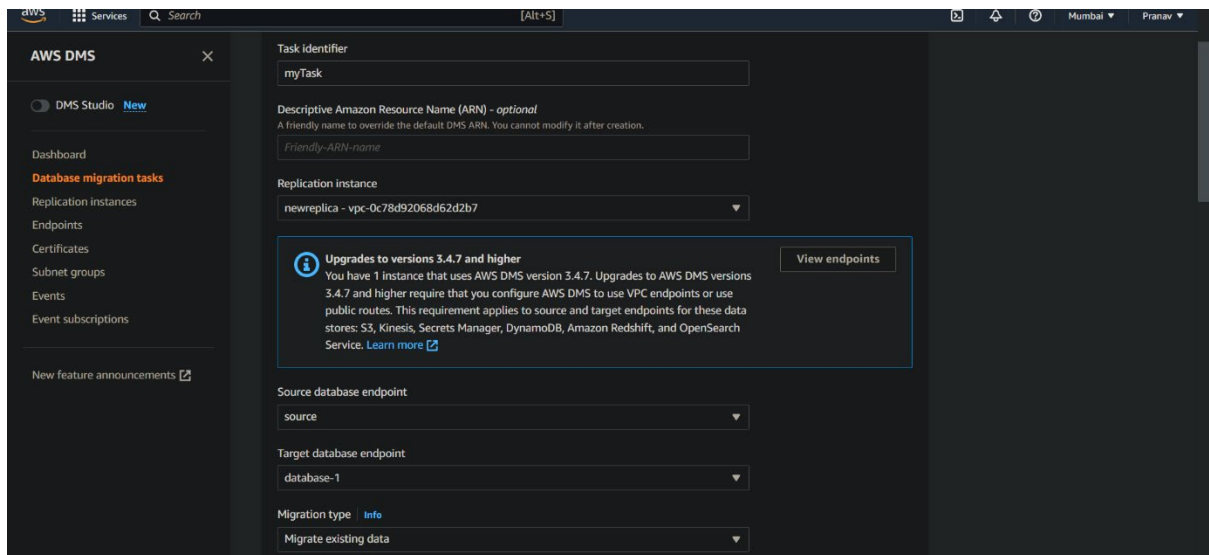 aws Services Search [Alt+S] Mumbai ▼ Pranav ▼
AWS DMS
DMS Studio New
Dashboard
Database migration tasks
Replication instances
Endpoints
Certificates
Subnet groups
Events
Event subscriptions
New feature announcements
Task identifier
myTask
Descriptive Amazon Resource Name (ARN) - optional
A friendly name to override the default DMS ARN. You cannot modify it after creation.
Friendly-ARN-name
Replication instance
newreplica - vpc-0c78d92068d62d2b7
Upgrades to versions 3.4.7 and higher
You have 1 instance that uses AWS DMS version 3.4.7. Upgrades to AWS DMS versions
3.4.7 and higher require that you configure AWS DMS to use VPC endpoints or use
public routes. This requirement applies to source and target endpoints for these data
stores: S3, Kinesis, Secrets Manager, DynamoDB, Amazon Redshift, and OpenSearch
Service. Learn more
View endpoints
Source database endpoint
source
Target database endpoint
database-1
Migration type Info
Migrate existing data